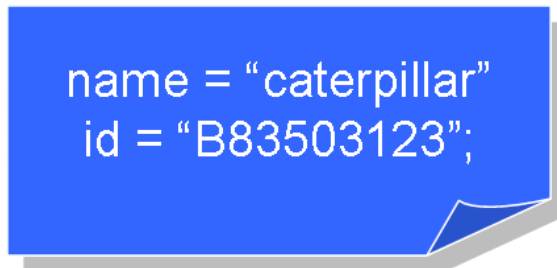 name = “caterpillar”
id = “B83503123”;